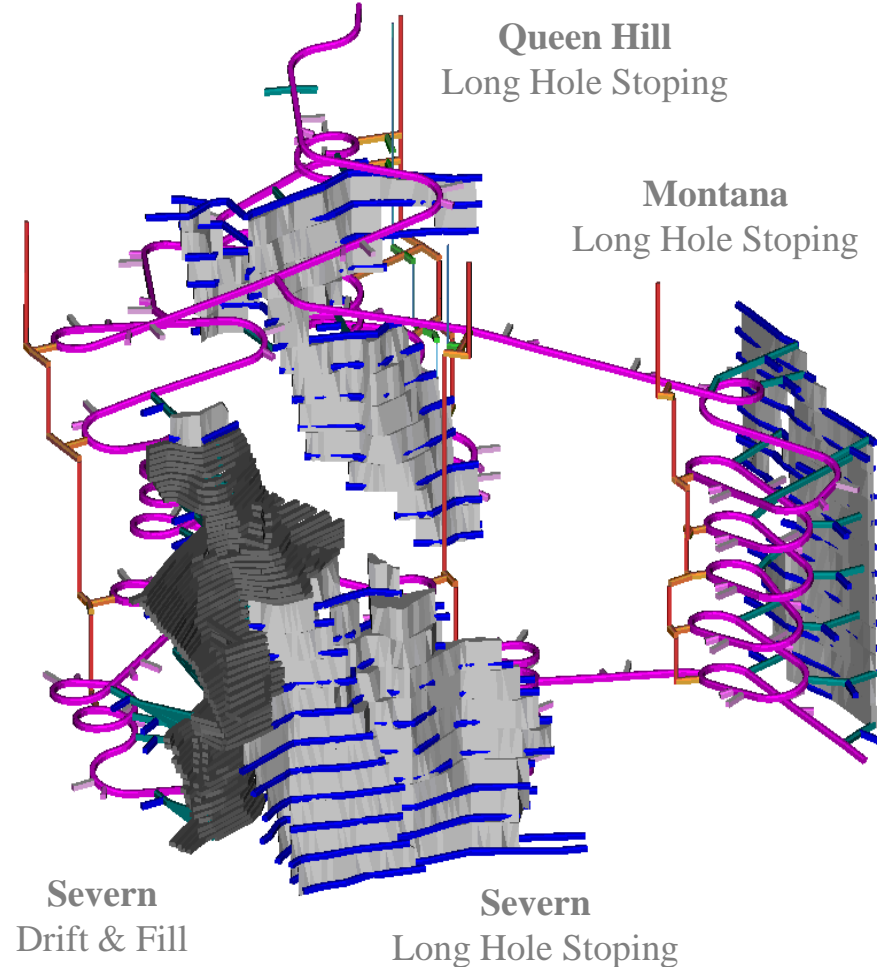 Queen Hill
Long Hole Stoping
Montana
Long Hole Stoping
Severn
Drift & Fill
Severn
Long Hole Stoping